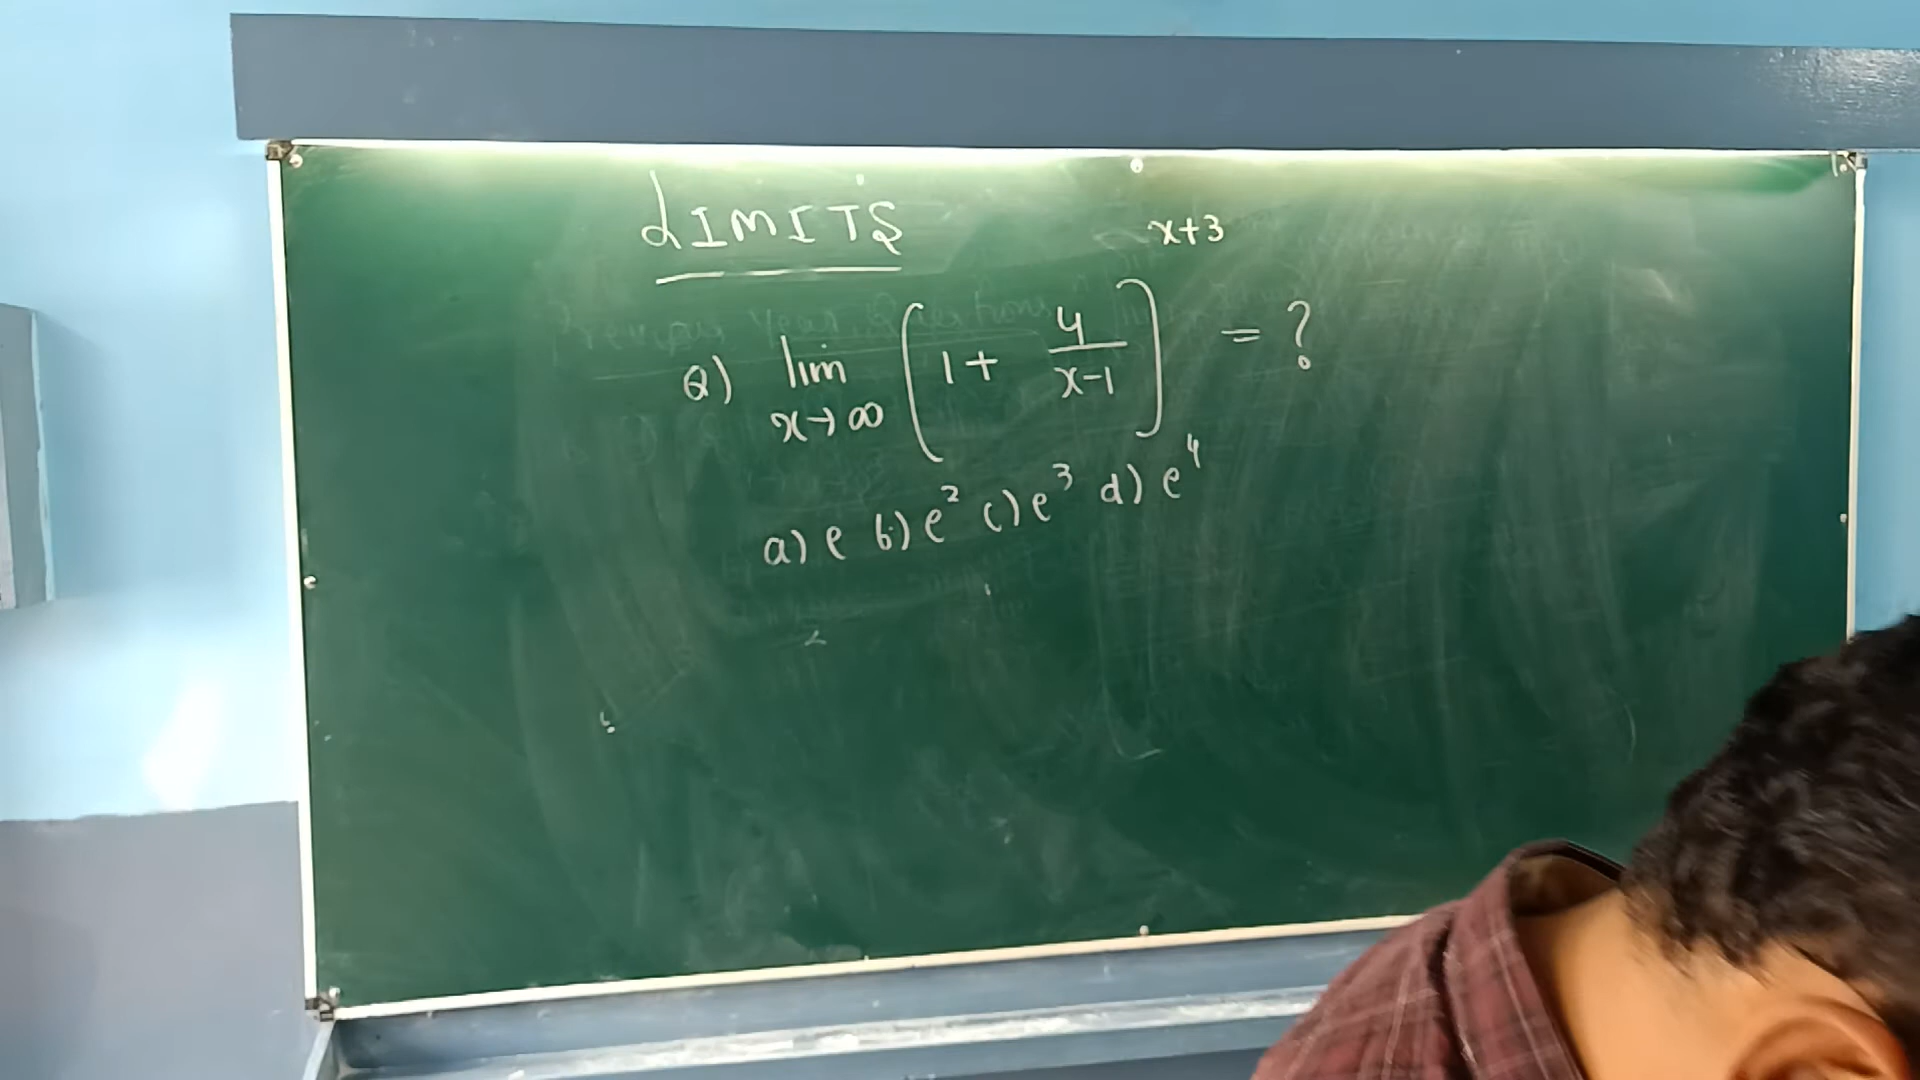 LIMITS
x+3
Q) lim x→∞ (1 + 4/(x-1)) = ?
a) e b) e² c) e³ d) e⁴